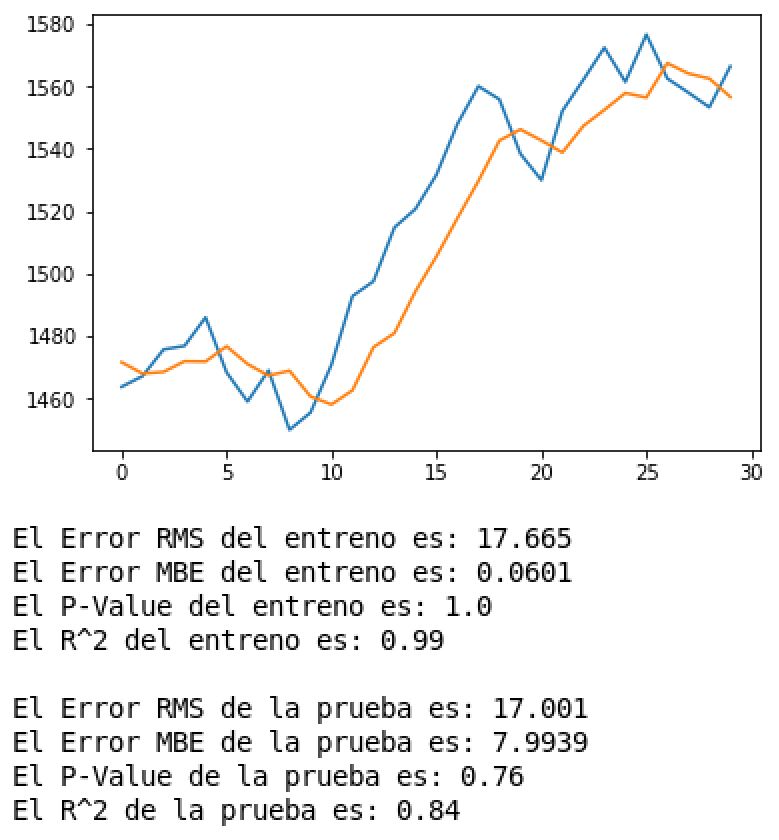 1580
1560
1540
1520
1500
1480
1460
0 5 10 15 20 25 30
El Error RMS del entreno es: 17.665
El Error MBE del entreno es: 0.0601
El P-Value del entreno es: 1.0
El R^2 del entreno es: 0.99
El Error RMS de la prueba es: 17.001
El Error MBE de la prueba es: 7.9939
El P-Value de la prueba es: 0.76
El R^2 de la prueba es: 0.84